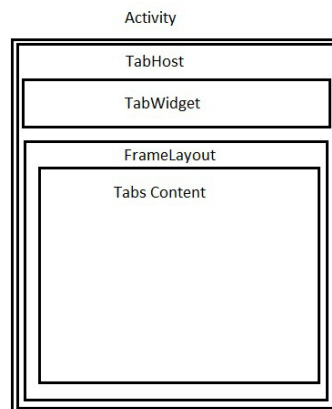 Activity
TabHost
TabWidget
FrameLayout
Tabs Content